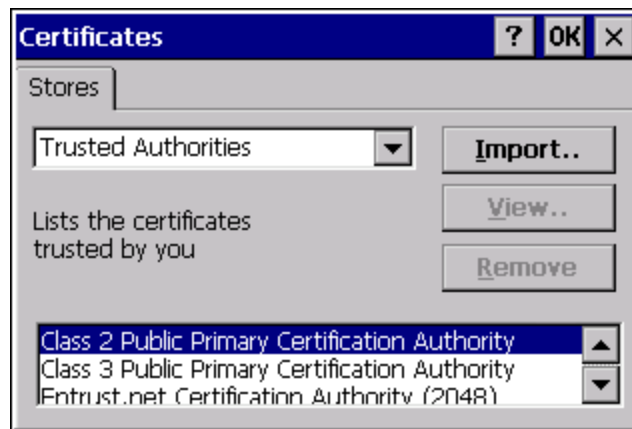 Certificates ? OK ×
Stores
Trusted Authorities
Import..
View..
Lists the certificates
trusted by you
Remove
Class 2 Public Primary Certification Authority
Class 3 Public Primary Certification Authority
Entrust.net Certification Authority (2048)